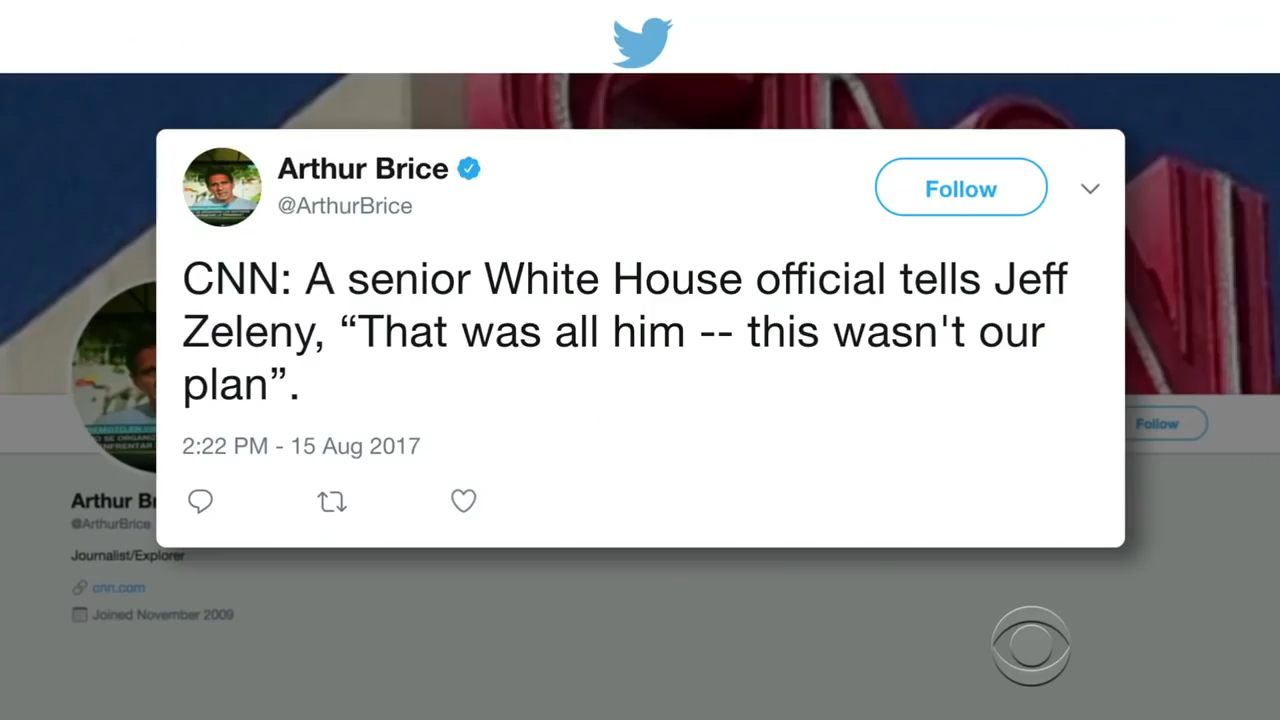 Arthur Brice
@ArthurBrice
Follow
CNN: A senior White House official tells Jeff
Zeleny, “That was all him -- this wasn't our
plan”.
2:22 PM - 15 Aug 2017
Follow
Arthur
@ArthurBrice
Journalist/Explorer
cnn.com
Joined November 2009